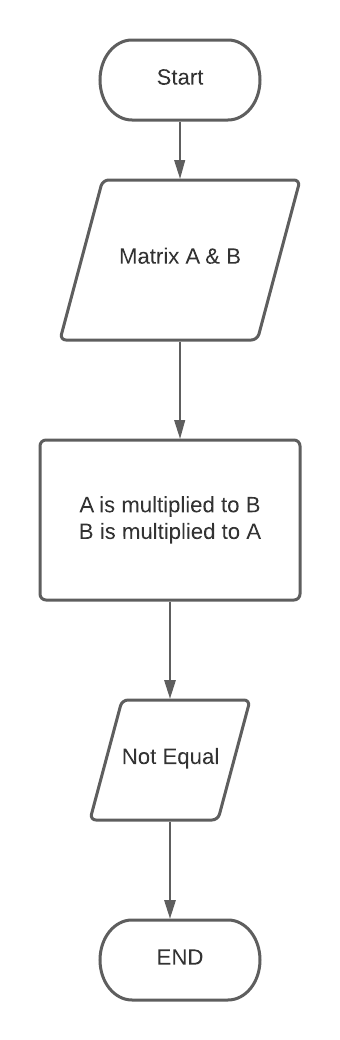 Start
Matrix A & B
A is multiplied to B
B is multiplied to A
Not Equal
END